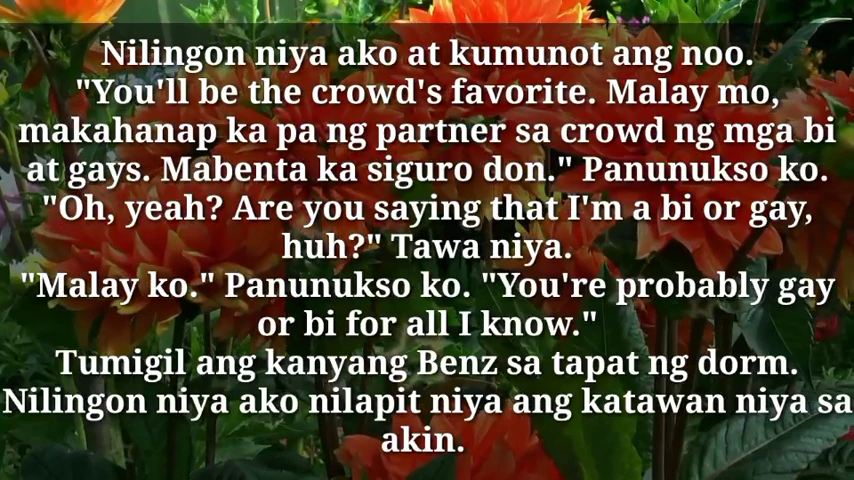 Nilingon niya ako at kumunot ang noo.
"You'll be the crowd's favorite. Malay mo,
makahanap ka pa ng partner sa crowd ng mga bi
at gays. Mabenta ka siguro don." Panunukso ko.
"Oh, yeah? Are you saying that I'm a bi or gay,
huh?" Tawa niya.
"Malay ko." Panunukso ko. "You're probably gay
or bi for all I know."
Tumigil ang kanyang Benz sa tapat ng dorm.
Nilingon niya ako nilapit niya ang katawan niya sa
akin.